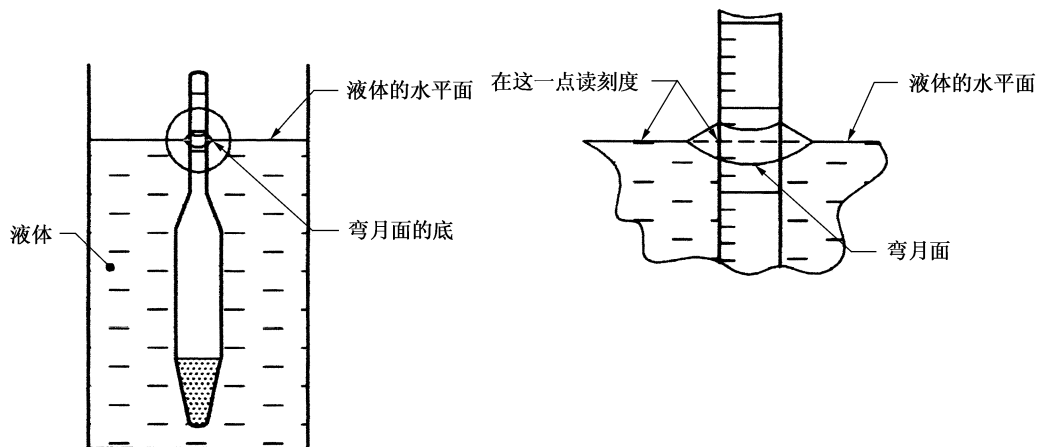 液体的水平面
弯月面的底
液体
在这一点读刻度
液体的水平面
弯月面